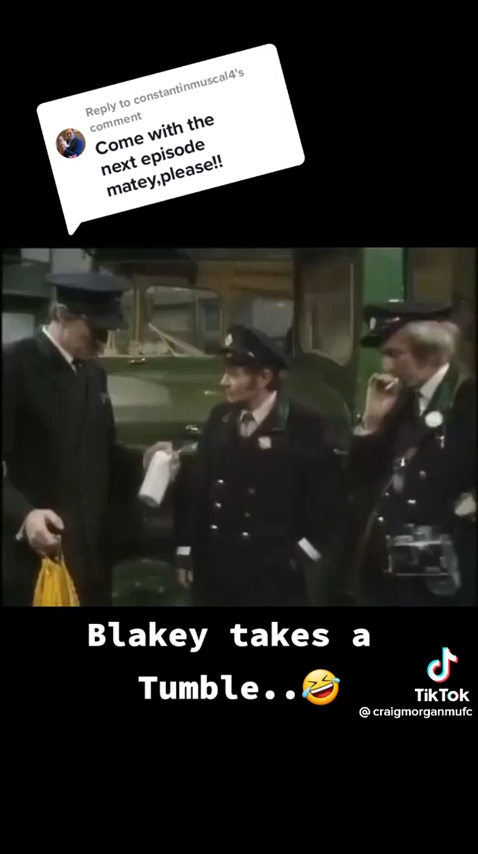 Reply to constantinmuscal4's
comment
Come with the
next episode
matey,please!!
Blakey takes a
Tumble..🤣
TikTok
@craigmorganmufc